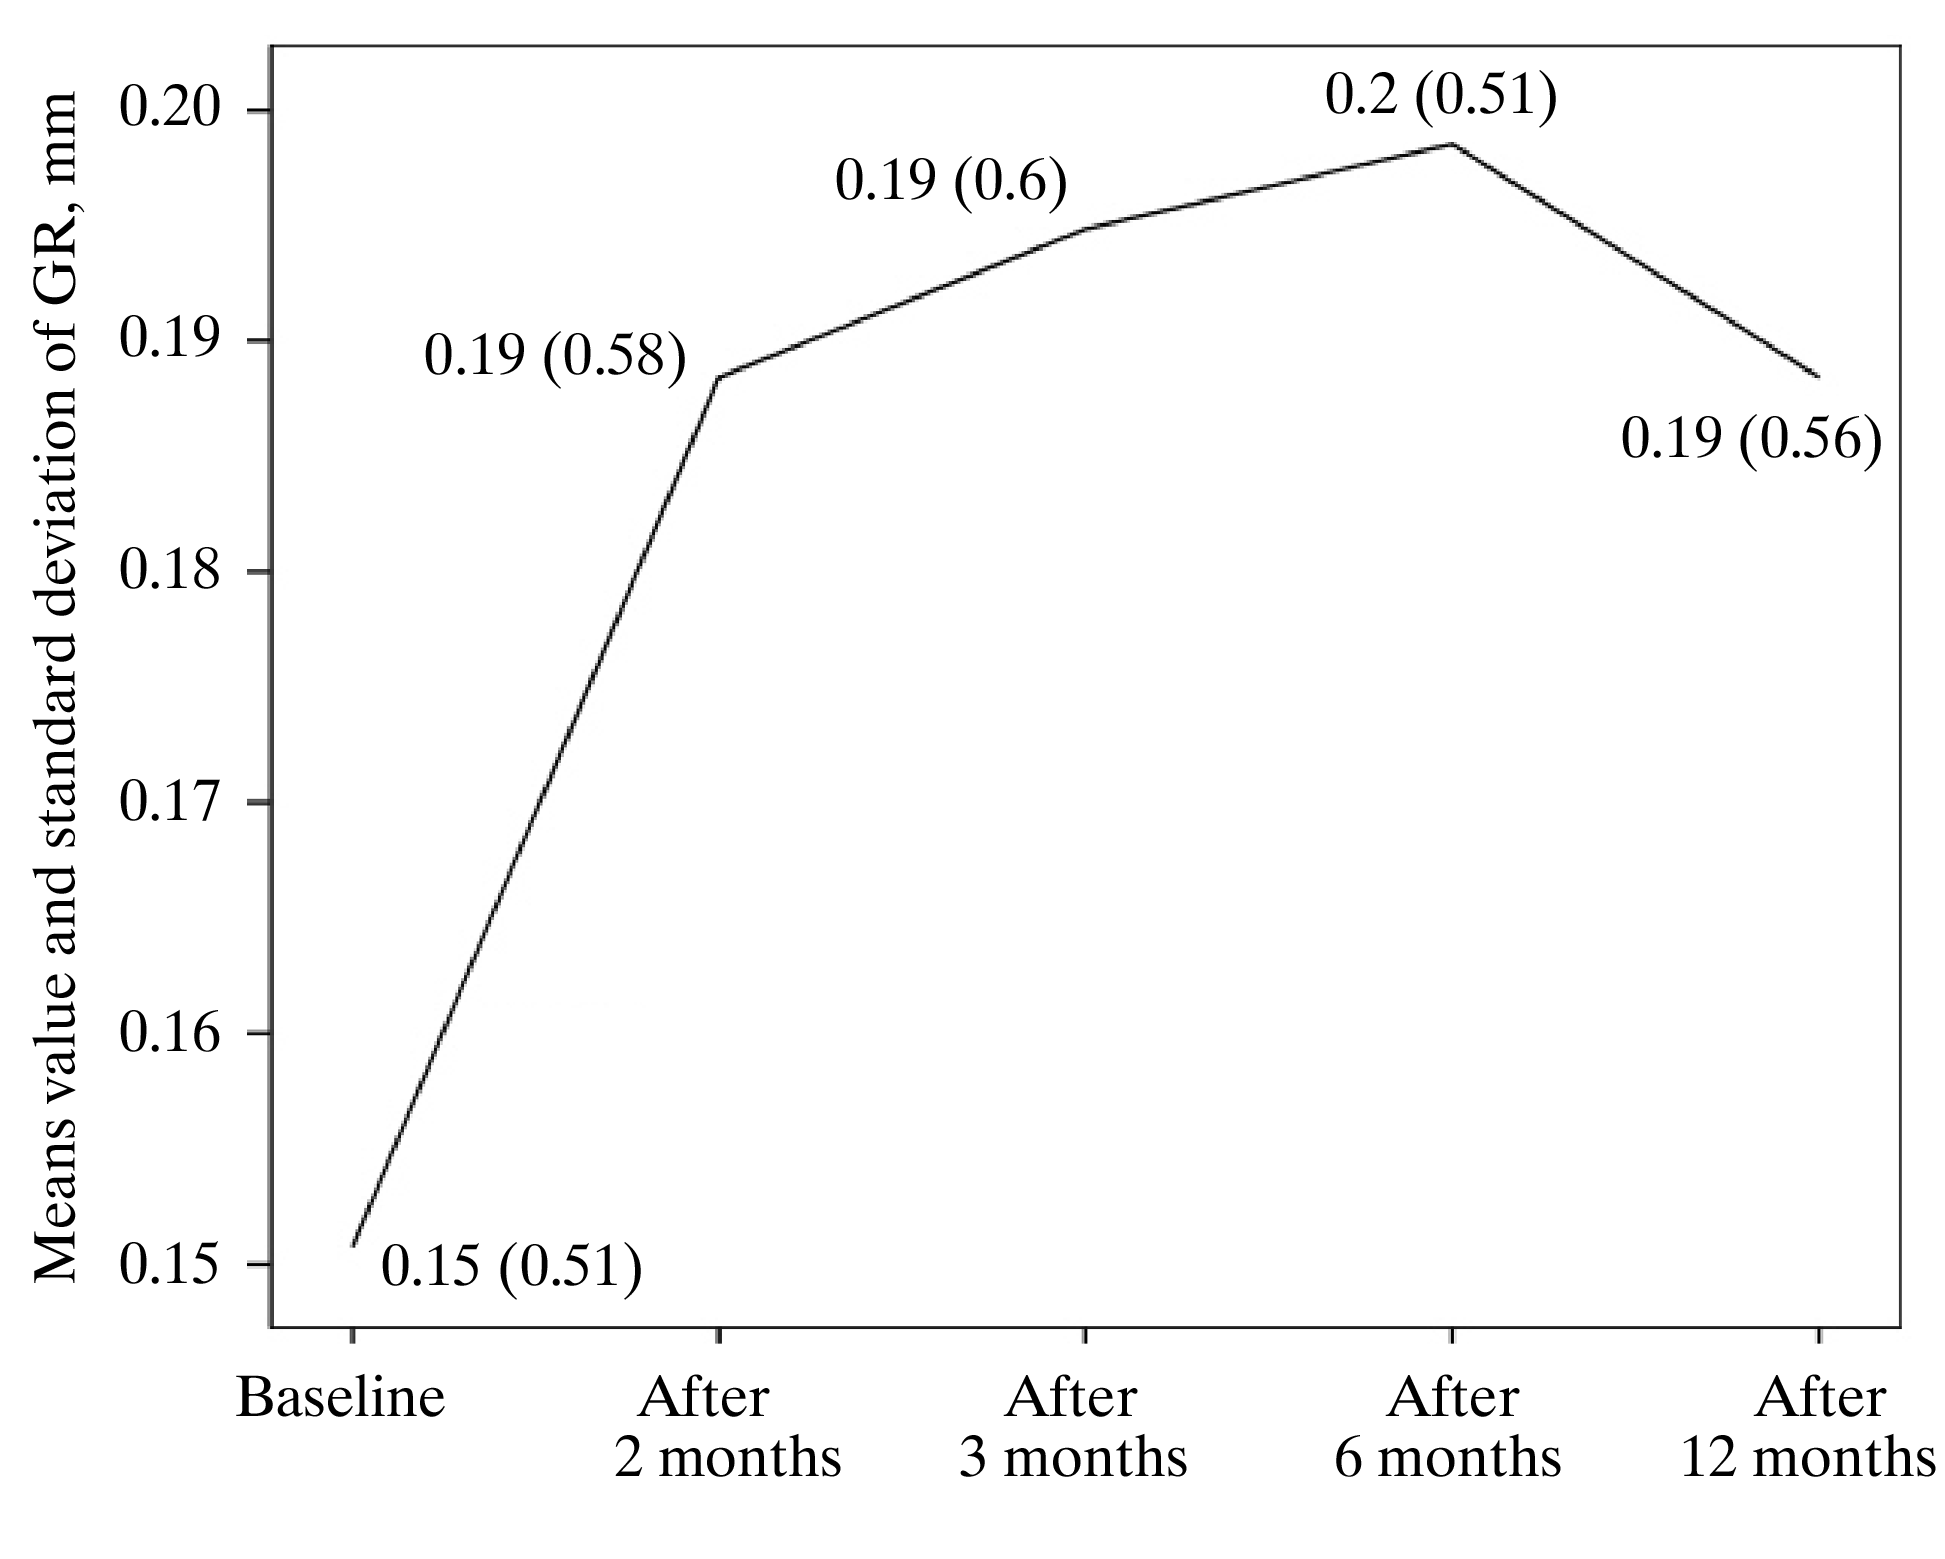 Means value and standard deviation of GR, mm
0.20
0.19
0.18
0.17
0.16
0.15
0.15 (0.51)
0.19 (0.58)
0.19 (0.6)
0.2 (0.51)
0.19 (0.56)
Baseline
After
2 months
After
3 months
After
6 months
After
12 months